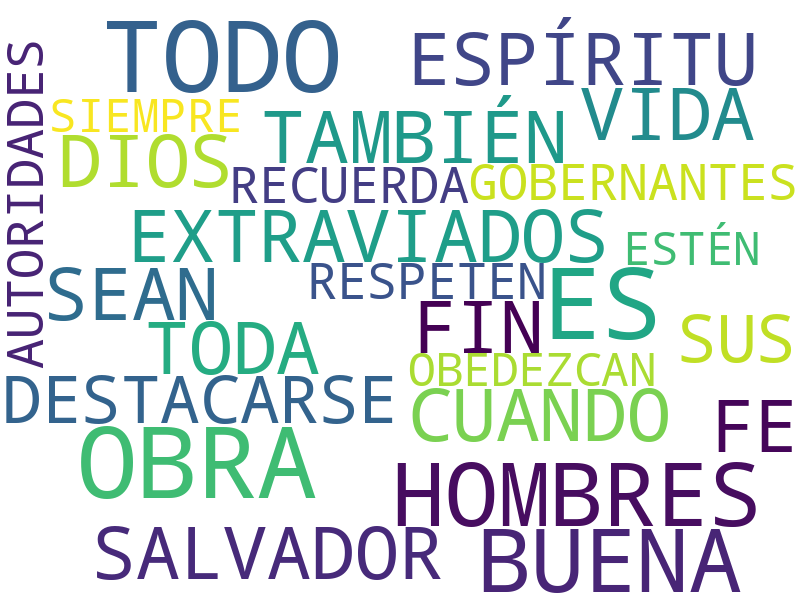 TODO
ESPÍRITU
AUTORIDADES
SIEMPRE
TAMBIÉN
VIDA
DIOS
RECUERDA
GOBERNANTES
EXTRAVIADOS
ESTÉN
SEAN
RESPETEN
ES
FIN
SUS
TODA
OBEDEZCAN
DESTACARSE
CUANDO
FE
OBRA
HOMBRES
SALVADOR
BUENA